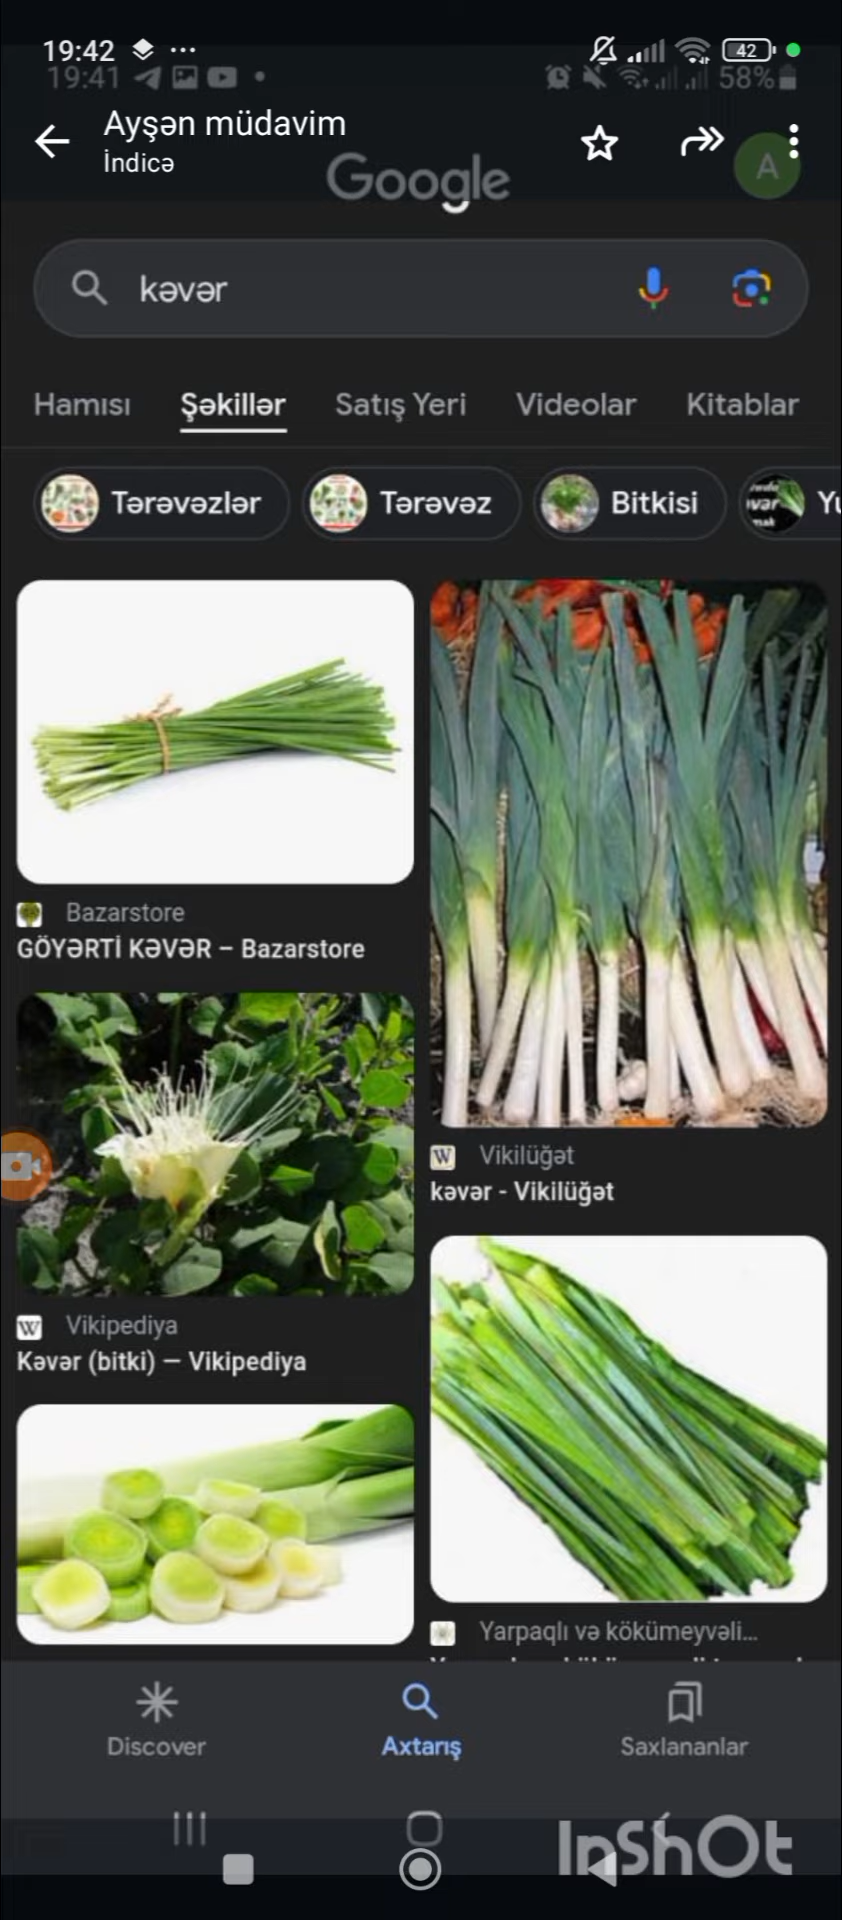 19:42
42
19:41
58%
Ayşən müdavim
İndicə
Google
A
kəvər
Hamısı
Şəkillər
Satış Yeri
Videolar
Kitablar
Tərəvəzlər
Tərəvəz
Bitkisi
Bazarstore
GÖYƏRTİ KƏVƏR – Bazarstore
W Vikilüğət
kəvər - Vikilüğət
W Vikipediya
Kəvər (bitki) — Vikipediya
Yarpaqlı və kökümeyvəli...
Discover
Axtarış
Saxlananlar
InShOt